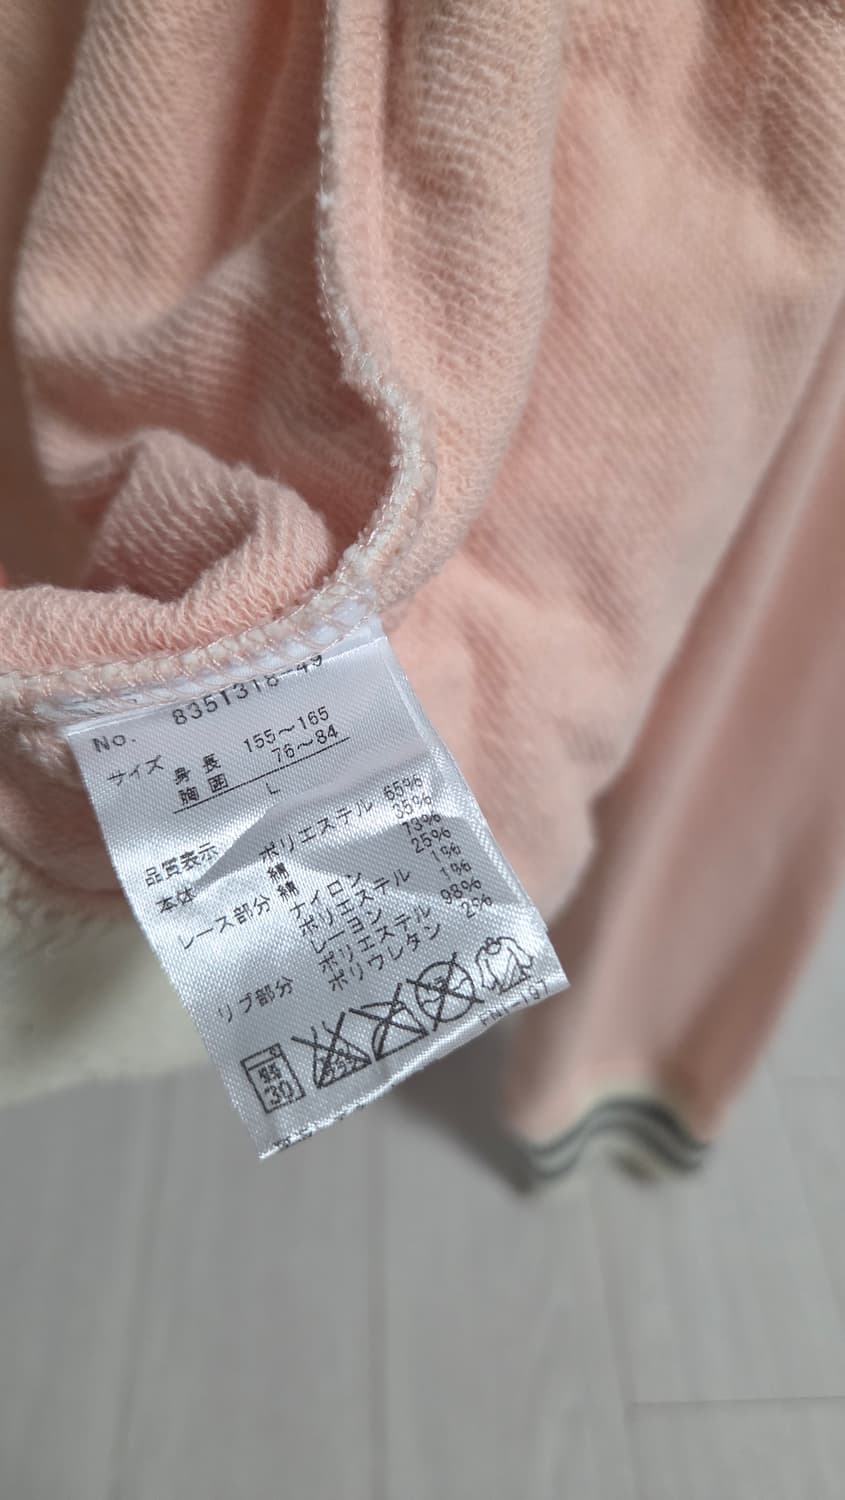 No. 8351318-49
サイズ 身長 155〜165
胸囲 76〜84
L
品質表示
本体 ポリエステル 65%
綿 35%
レース部分 綿 73%
ナイロン 25%
ポリエステル 1%
レーヨン 1%
リブ部分 ポリエステル 98%
ポリウレタン 2%
弱
30